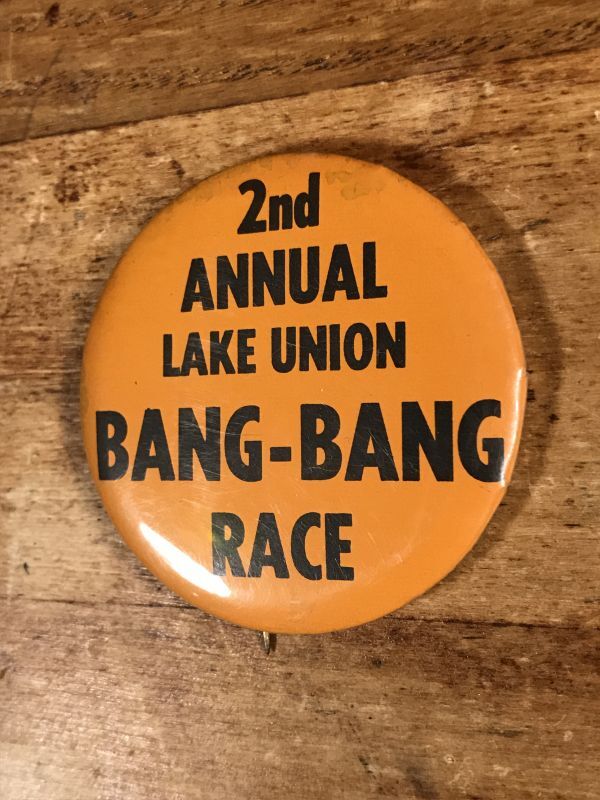 2nd
ANNUAL
LAKE UNION
BANG-BANG
RACE